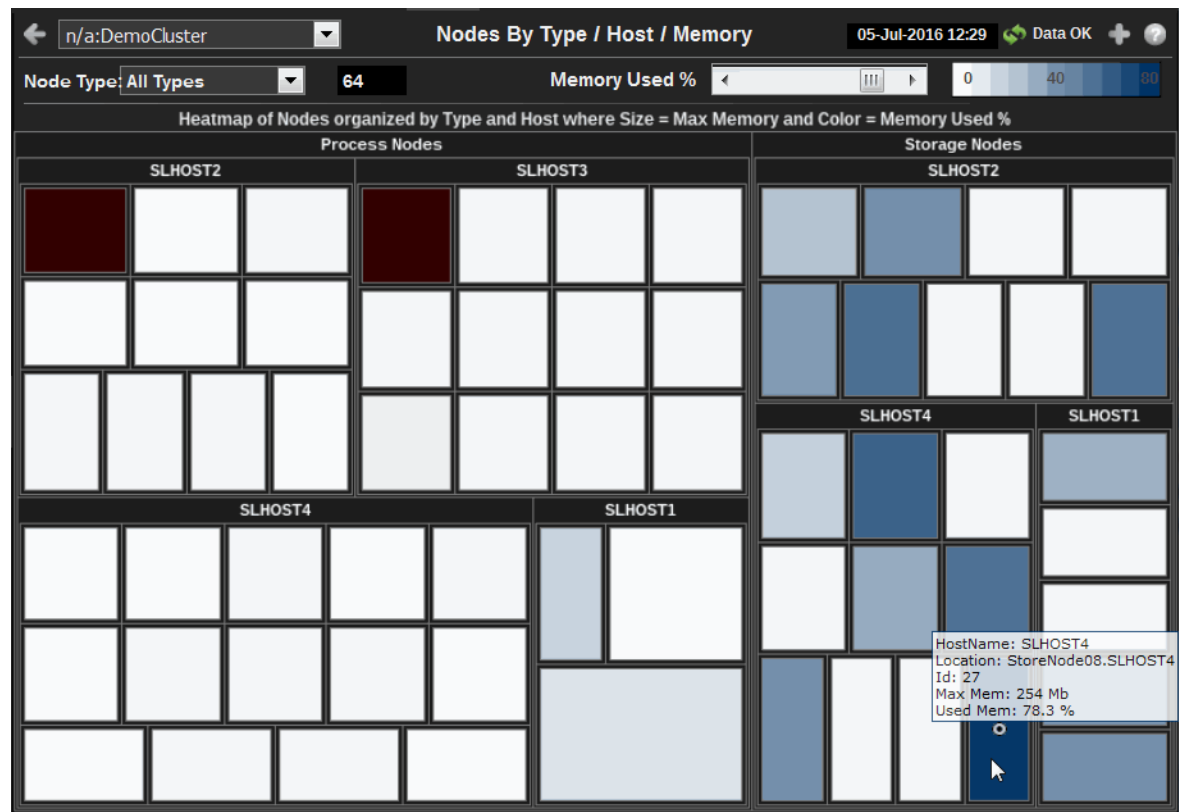 n/a:DemoCluster Nodes By Type / Host / Memory 05-Jul-2016 12:29 Data OK
Node Type: All Types 64 Memory Used % 0 40 80
Heatmap of Nodes organized by Type and Host where Size = Max Memory and Color = Memory Used %
Process Nodes Storage Nodes
SLHOST2 SLHOST3 SLHOST2
SLHOST4 SLHOST1
SLHOST4 SLHOST1
HostName: SLHOST4
Location: StoreNode08.SLHOST4
Id: 27
Max Mem: 254 Mb
Used Mem: 78.3 %